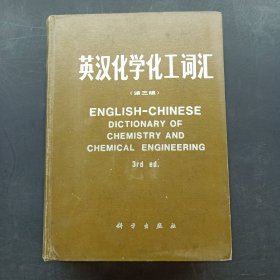 英汉化学化工词汇
(第三版)
ENGLISH-CHINESE
DICTIONARY OF
CHEMISTRY AND
CHEMICAL ENGINEERING
3rd ed.
科学出版社